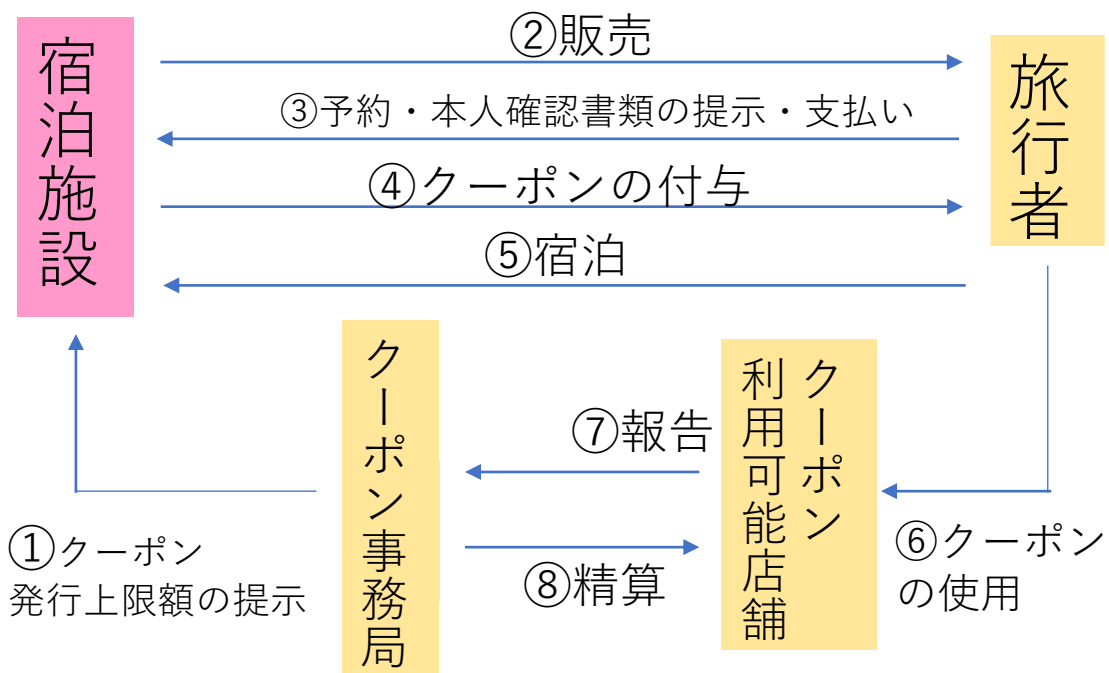 宿泊施設
②販売
③予約・本人確認書類の提示・支払い
④クーポンの付与
⑤宿泊
旅行者
クーポン事務局
クーポン
利用可能店舗
⑦報告
⑧精算
①クーポン
発行上限額の提示
⑥クーポン
の使用